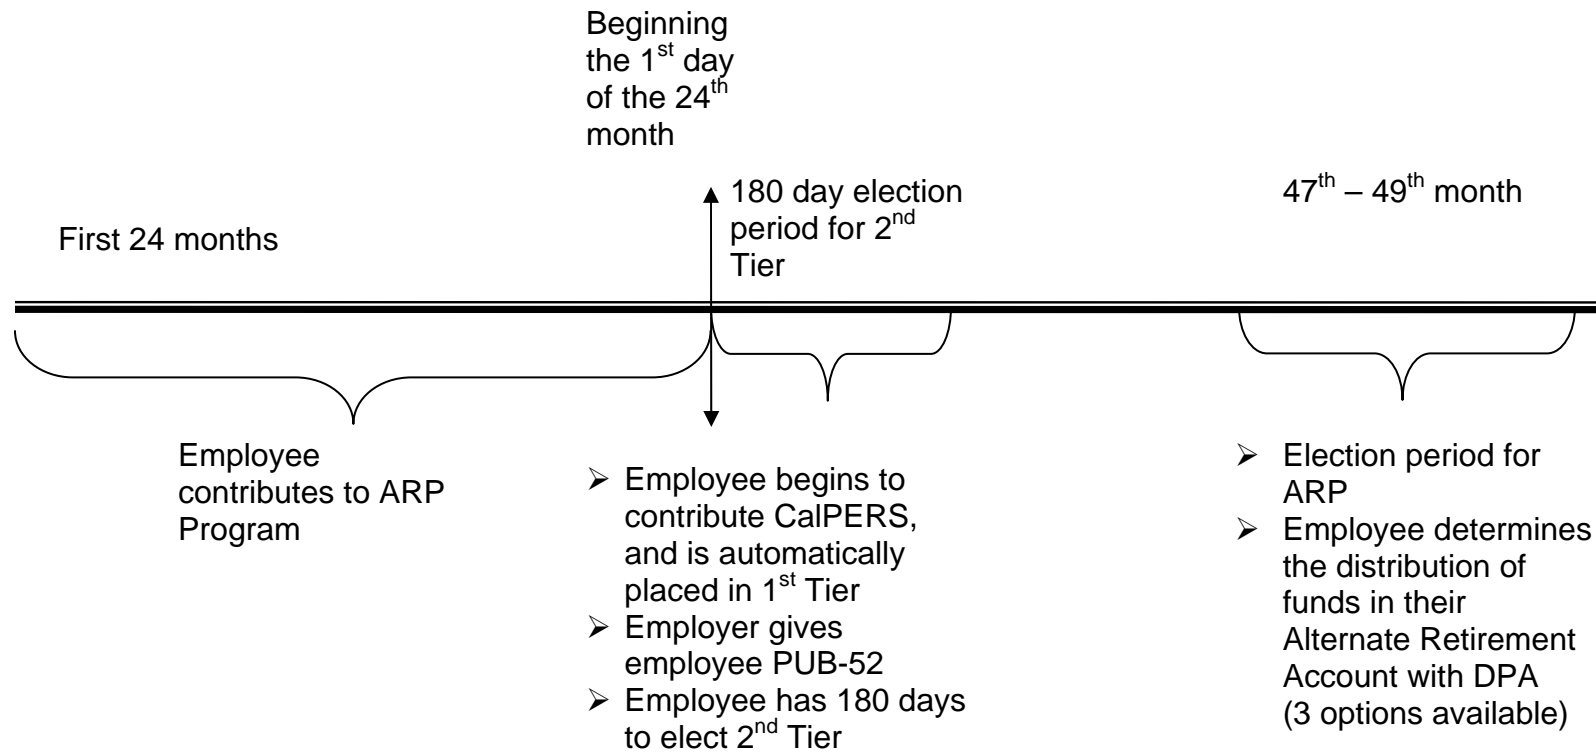 Beginning
the 1st day
of the 24th
month
First 24 months
180 day election
period for 2nd
Tier
47th – 49th month
Employee
contributes to ARP
Program
➢ Employee begins to
contribute CalPERS,
and is automatically
placed in 1st Tier
➢ Employer gives
employee PUB-52
➢ Employee has 180 days
to elect 2nd Tier
➢ Election period for
ARP
➢ Employee determines
the distribution of
funds in their
Alternate Retirement
Account with DPA
(3 options available)